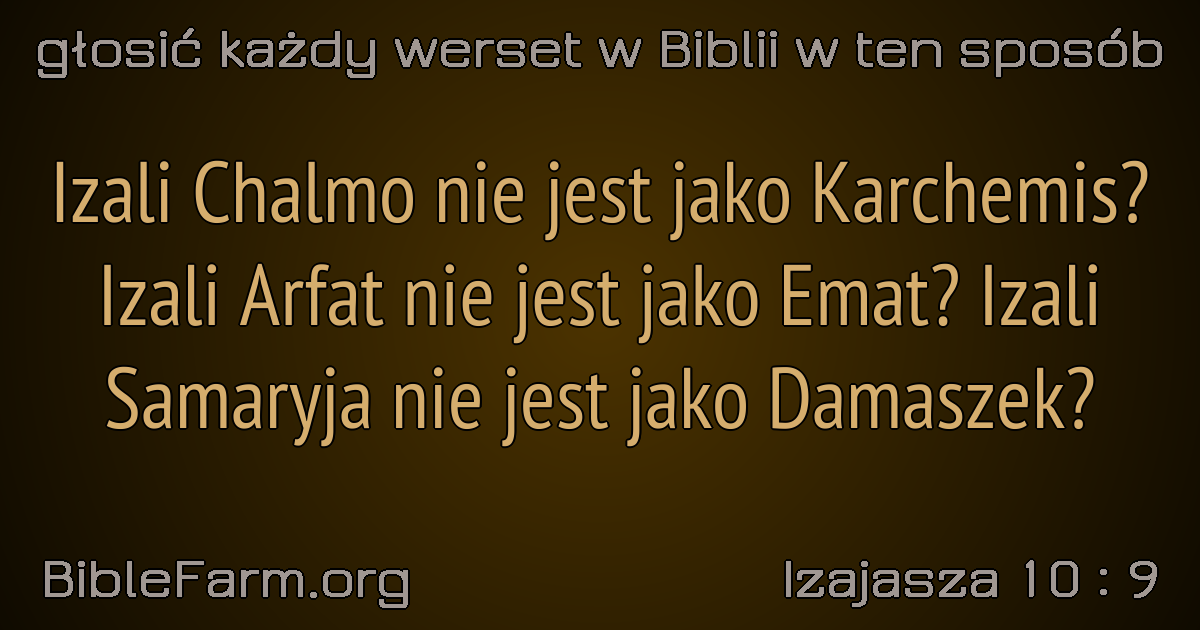 głosić każdy werset w Biblii w ten sposób
Izali Chalmo nie jest jako Karchemis?
Izali Arfat nie jest jako Emat? Izali
Samaryja nie jest jako Damaszek?
BibleFarm.org
Izajasza 10 : 9